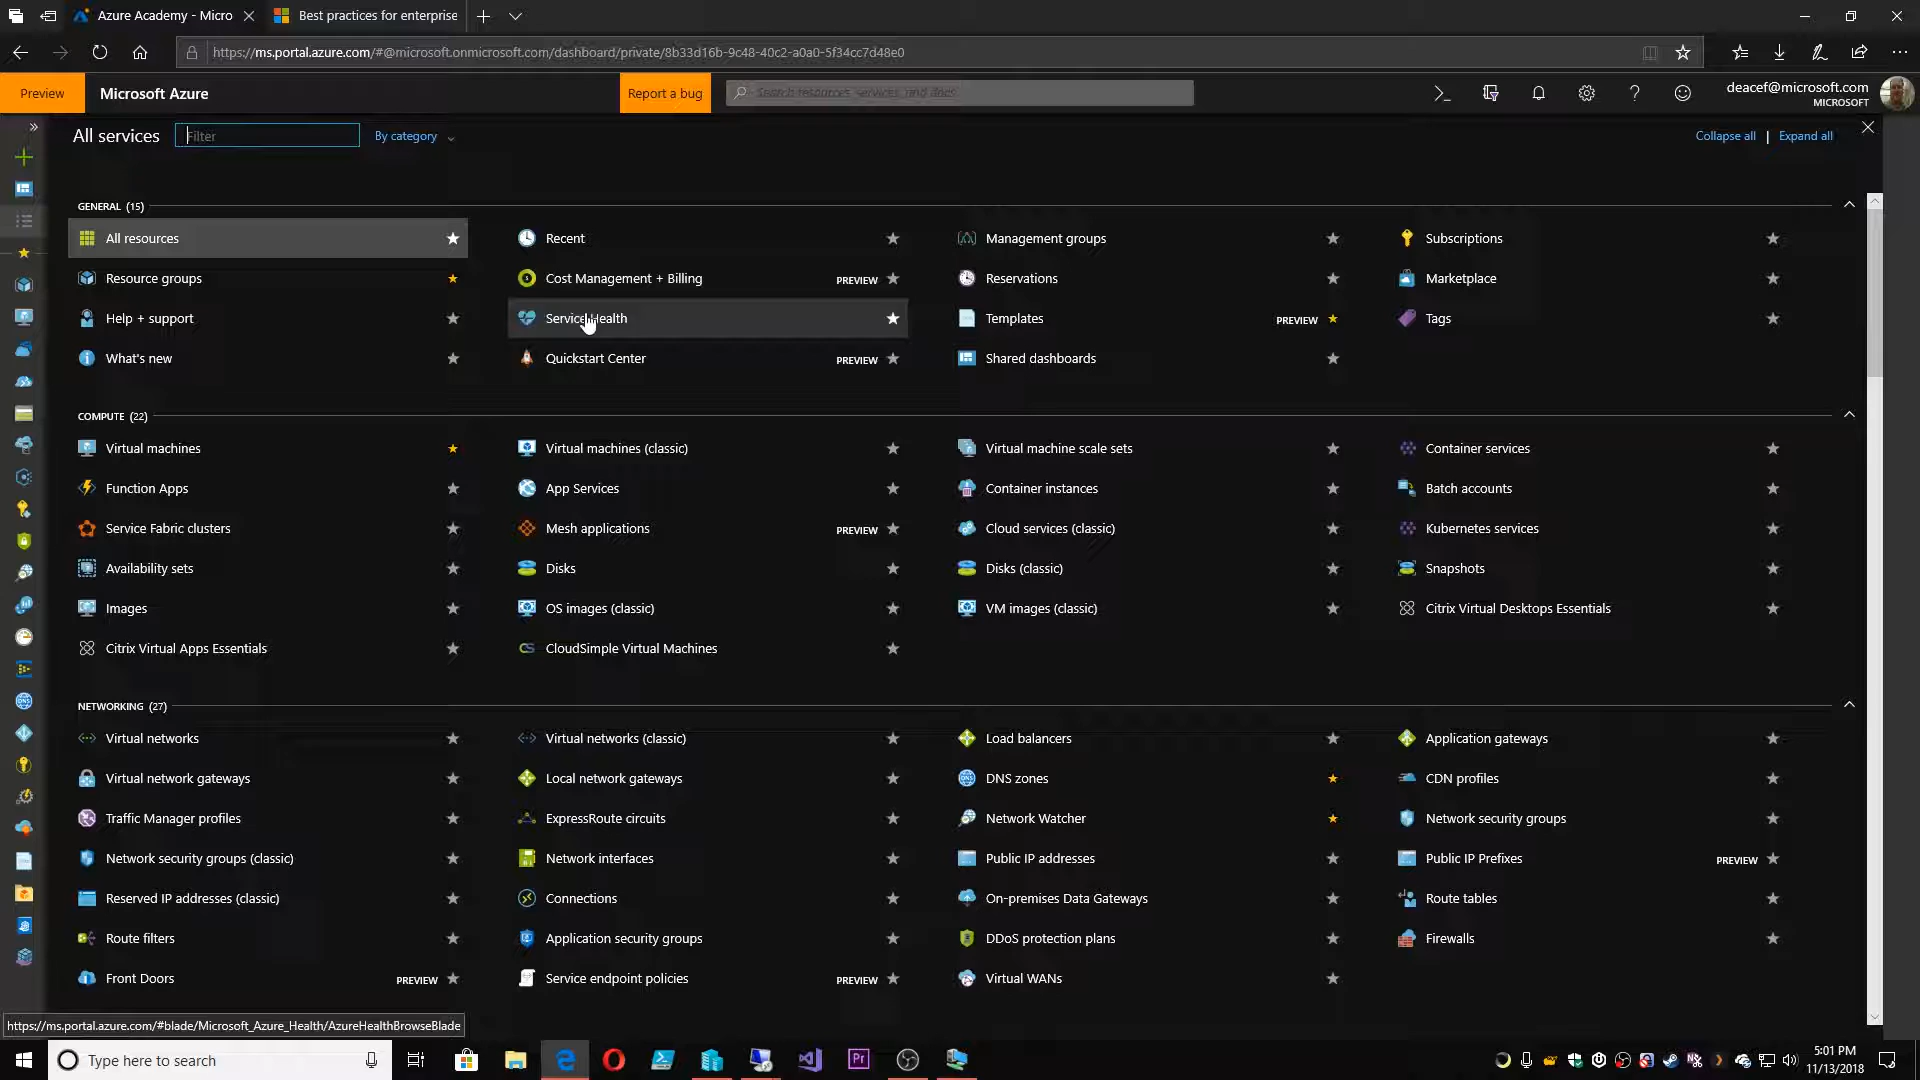 Azure Academy - Micro
Best practices for enterprise
https://ms.portal.azure.com/#@microsoft.onmicrosoft.com/dashboard/private/8b33d16b-9c48-40c2-a0a0-5f34cc7d48e0
Preview
Microsoft Azure
Report a bug
Search resources, services, and docs
deacef@microsoft.com
MICROSOFT
All services
Filter
By category
Collapse all | Expand all
GENERAL (15)
All resources
Recent
Management groups
Subscriptions
Resource groups
Cost Management + Billing PREVIEW
Reservations
Marketplace
Help + support
Service Health
Templates PREVIEW
Tags
What's new
Quickstart Center PREVIEW
Shared dashboards
COMPUTE (22)
Virtual machines
Virtual machines (classic)
Virtual machine scale sets
Container services
Function Apps
App Services
Container instances
Batch accounts
Service Fabric clusters
Mesh applications PREVIEW
Cloud services (classic)
Kubernetes services
Availability sets
Disks
Disks (classic)
Snapshots
Images
OS images (classic)
VM images (classic)
Citrix Virtual Desktops Essentials
Citrix Virtual Apps Essentials
CloudSimple Virtual Machines
NETWORKING (27)
Virtual networks
Virtual networks (classic)
Load balancers
Application gateways
Virtual network gateways
Local network gateways
DNS zones
CDN profiles
Traffic Manager profiles
ExpressRoute circuits
Network Watcher
Network security groups
Network security groups (classic)
Network interfaces
Public IP addresses
Public IP Prefixes PREVIEW
Reserved IP addresses (classic)
Connections
On-premises Data Gateways
Route tables
Route filters
Application security groups
DDoS protection plans
Firewalls
Front Doors PREVIEW
Service endpoint policies PREVIEW
Virtual WANs
https://ms.portal.azure.com/#blade/Microsoft_Azure_Health/AzureHealthBrowseBlade
Type here to search
5:01 PM
11/13/2018